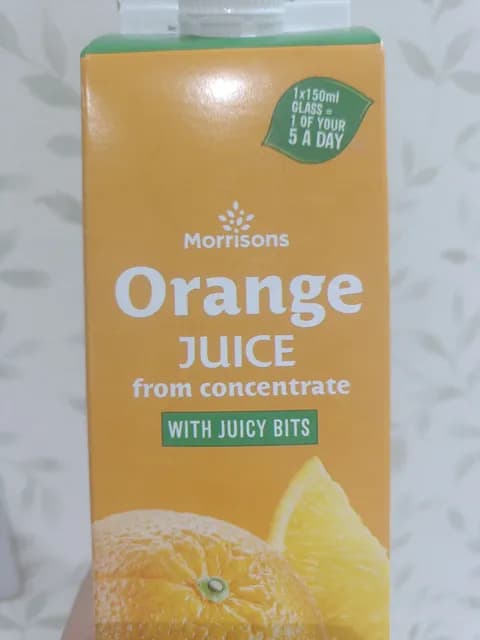 1x150ml
GLASS =
1 OF YOUR
5 A DAY
Morrisons
Orange
JUICE
from concentrate
WITH JUICY BITS